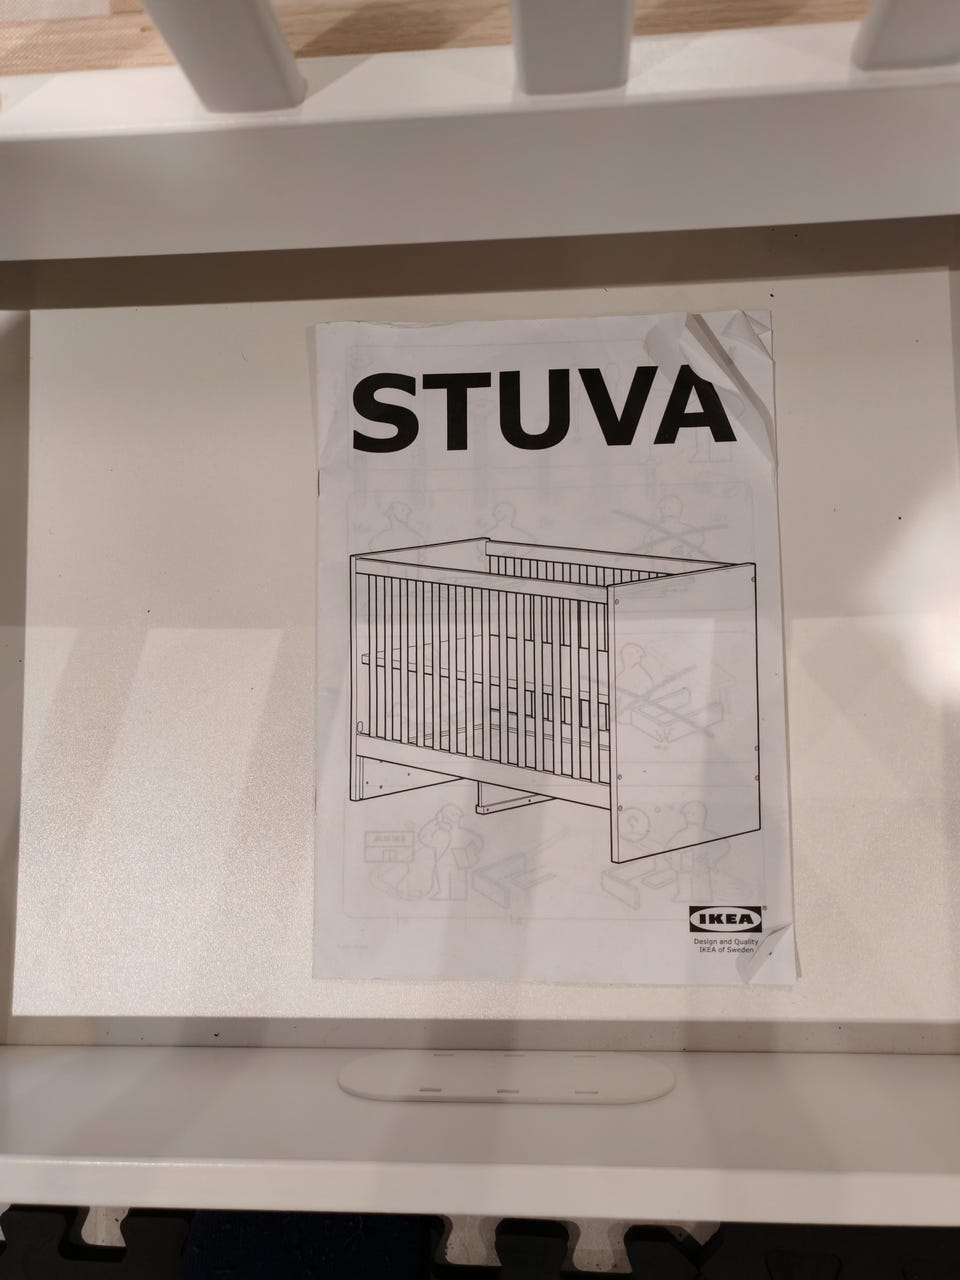 STUVA
IKEA®
Design and Quality
IKEA of Sweden